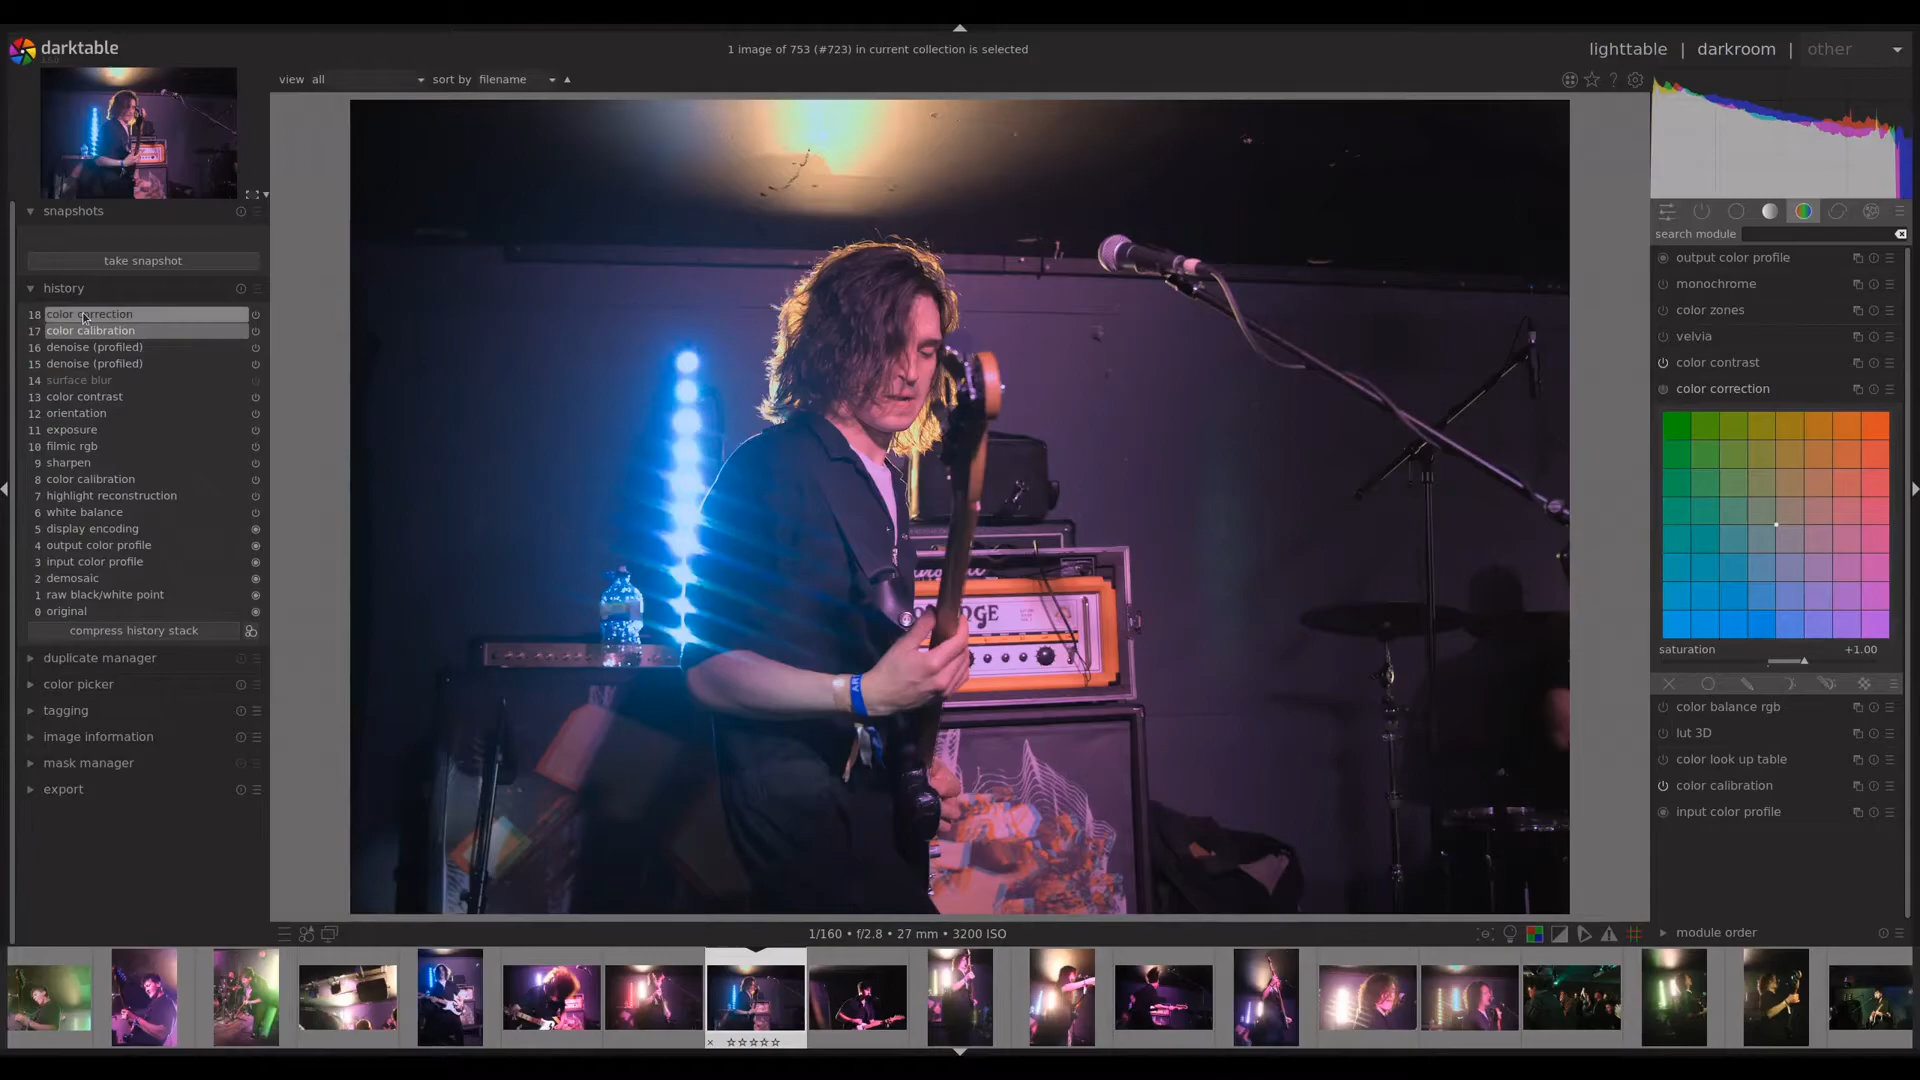 darktable
1 image of 753 (#723) in current collection is selected
lighttable | darkroom | other
view all sort by filename
search module
snapshots
take snapshot
history
18 color correction
17 color calibration
16 denoise (profiled)
15 denoise (profiled)
14 surface blur
13 color contrast
12 orientation
11 exposure
10 filmic rgb
9 sharpen
8 color calibration
7 highlight reconstruction
6 white balance
5 display encoding
4 output color profile
3 input color profile
2 demosaic
1 raw black/white point
0 original
compress history stack
duplicate manager
color picker
tagging
image information
mask manager
export
output color profile
monochrome
color zones
velvia
color contrast
color correction
saturation +1.00
color balance rgb
lut 3D
color look up table
color calibration
input color profile
module order
1/160 • f/2.8 • 27 mm • 3200 ISO